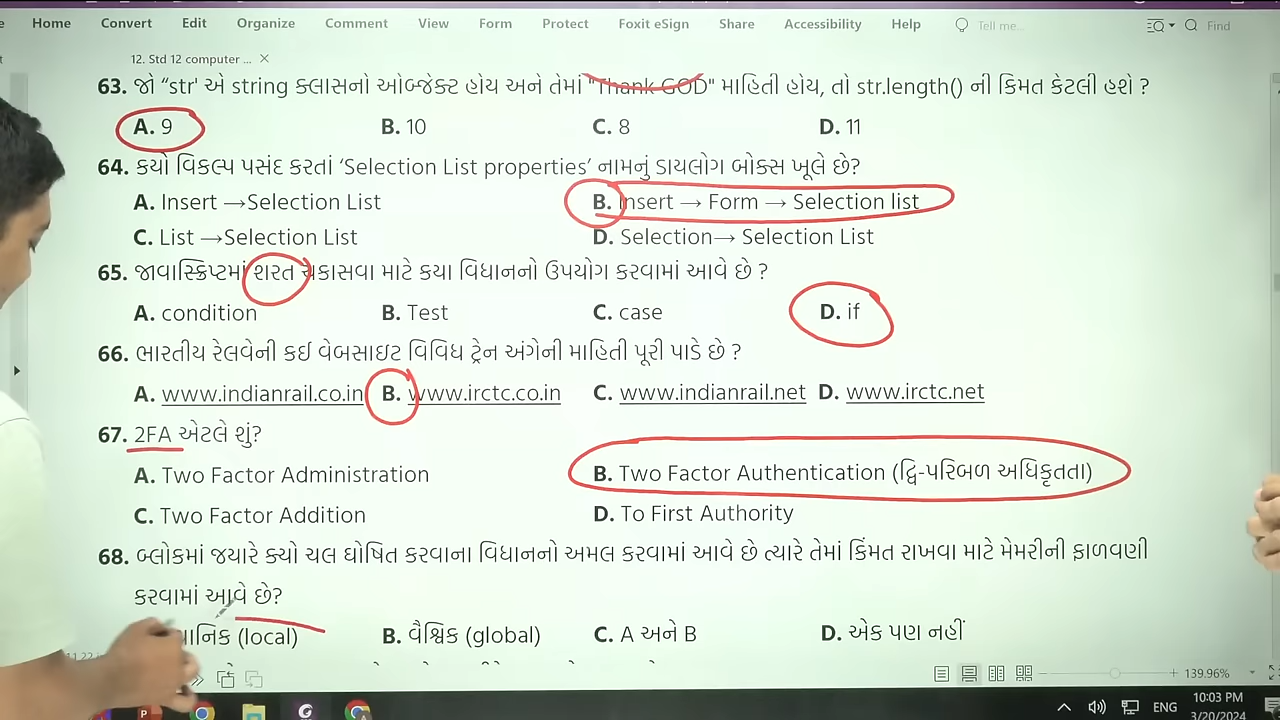 Home Convert Edit Organize Comment View Form Protect Foxit eSign Share Accessibility Help Tell me... Find
12. Std 12 computer ... ×
63. જો "str' એ string ક્લાસનો ઓબ્જેક્ટ હોય અને તેમાં "Thank GOD" માહિતી હોય, તો str.length() ની કિંમત કેટલી હશે ?
A. 9 B. 10 C. 8 D. 11
64. કયો વિકલ્પ પસંદ કરતાં 'Selection List properties' નામનું ડાયલોગ બોક્સ ખૂલે છે?
A. Insert →Selection List B. Insert → Form → Selection list
C. List →Selection List D. Selection→ Selection List
65. જાવાસ્ક્રિપ્ટમાં શરત ચકાસવા માટે કયા વિધાનનો ઉપયોગ કરવામાં આવે છે ?
A. condition B. Test C. case D. if
66. ભારતીય રેલવેની કઈ વેબસાઇટ વિવિધ ટ્રેન અંગેની માહિતી પૂરી પાડે છે ?
A. www.indianrail.co.in B. www.irctc.co.in C. www.indianrail.net D. www.irctc.net
67. 2FA એટલે શું?
A. Two Factor Administration B. Two Factor Authentication (દ્વિ-પરિબળ અધિકૃતતા)
C. Two Factor Addition D. To First Authority
68. બ્લોકમાં જયારે ક્યો ચલ ઘોષિત કરવાના વિધાનનો અમલ કરવામાં આવે છે ત્યારે તેમાં કિંમત રાખવા માટે મેમરીની ફાળવણી
કરવામાં આવે છે?
(local) B. વૈશ્વિક (global) C. A અને B D. એક પણ નહીં
139.96%
ENG 10:03 PM
3/20/2024